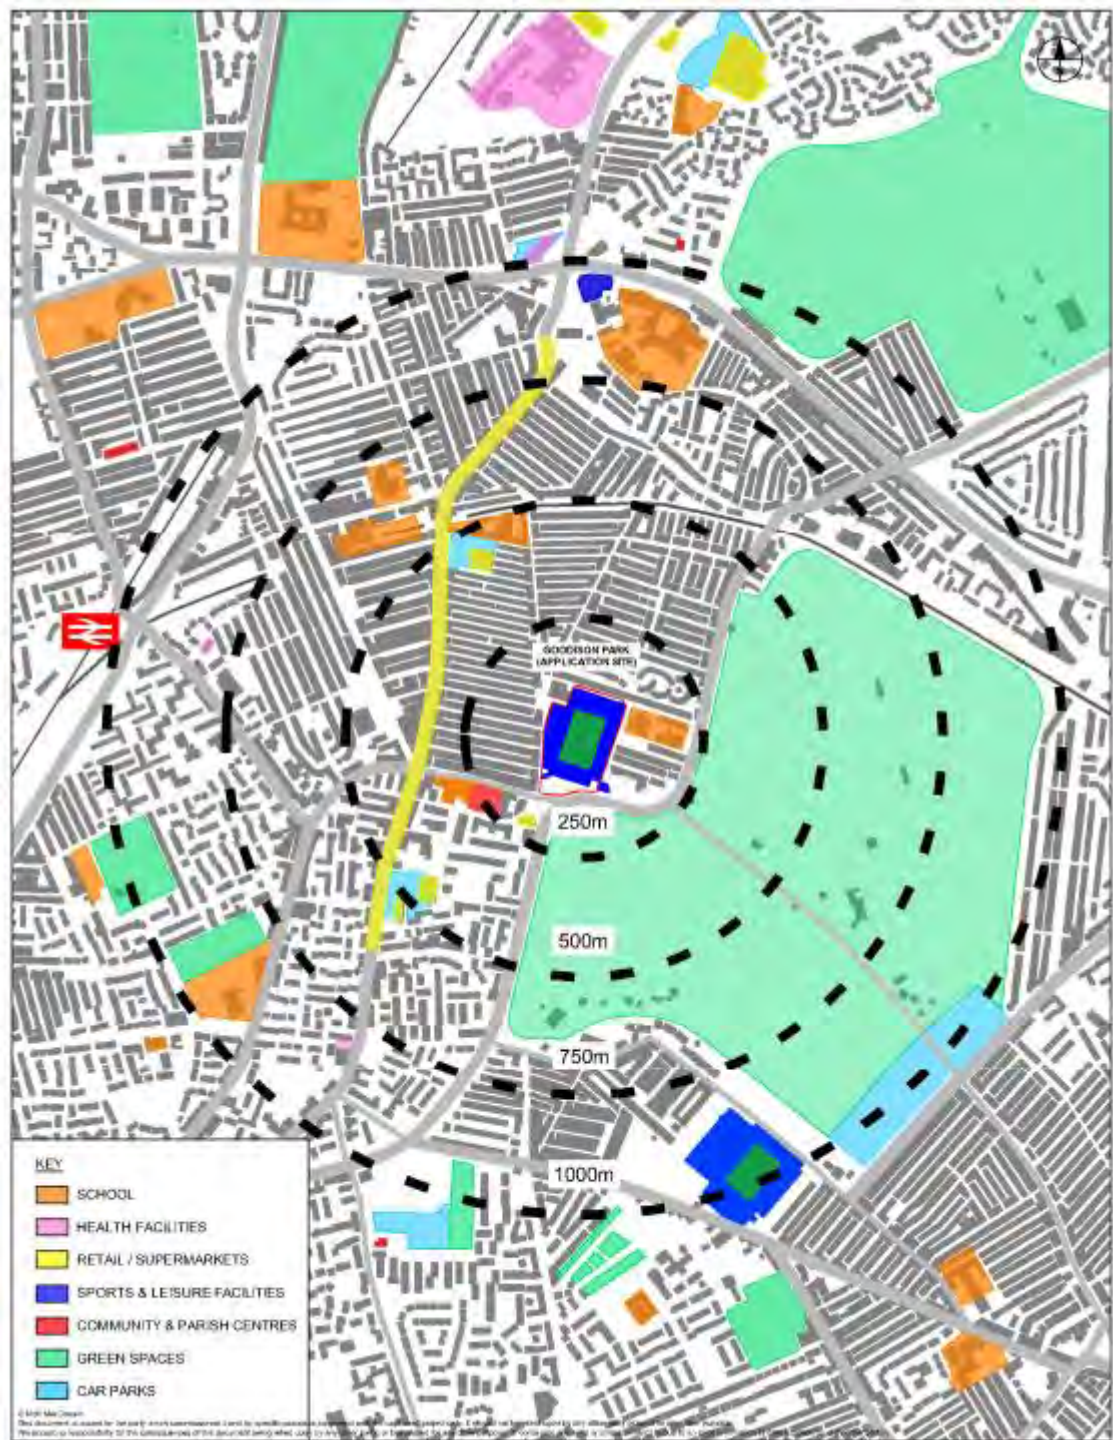 GOODISON PARK
(APPLICATION SITE)
250m
500m
750m
1000m
KEY
SCHOOL
HEALTH FACILITIES
RETAIL / SUPERMARKETS
SPORTS & LEISURE FACILITIES
COMMUNITY & PARISH CENTRES
GREEN SPACES
CAR PARKS